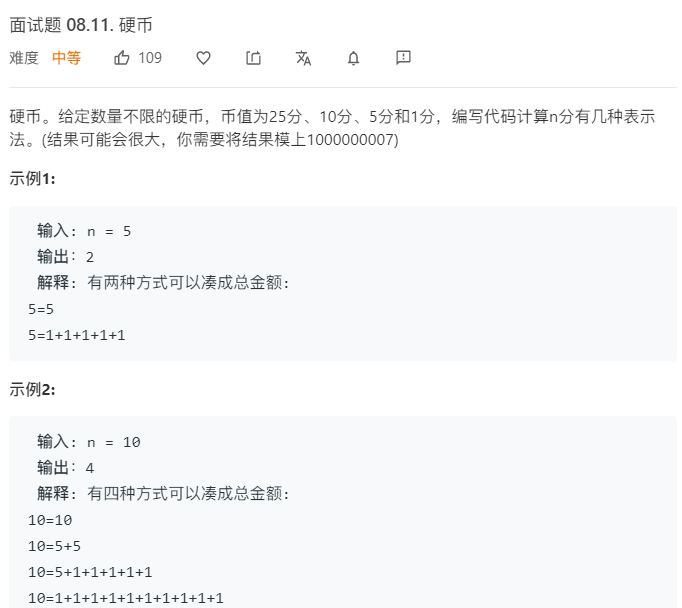 面试题 08.11. 硬币
难度 中等 109
硬币。给定数量不限的硬币，币值为25分、10分、5分和1分，编写代码计算n分有几种表示
法。(结果可能会很大，你需要将结果模上1000000007)
示例1:
输入: n = 5
输出：2
解释: 有两种方式可以凑成总金额:
5=5
5=1+1+1+1+1
示例2:
输入: n = 10
输出：4
解释: 有四种方式可以凑成总金额:
10=10
10=5+5
10=5+1+1+1+1+1
10=1+1+1+1+1+1+1+1+1+1